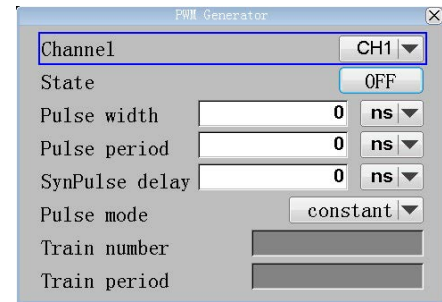 PWM Generator
Channel CH1
State OFF
Pulse width 0 ns
Pulse period 0 ns
SynPulse delay 0 ns
Pulse mode constant
Train number
Train period